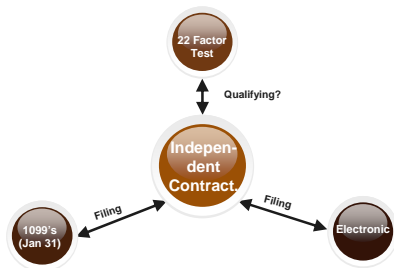 22 Factor
Test
Qualifying?
Indepen-
dent
Contract.
Filing
Filing
1099's
(Jan 31)
Electronic